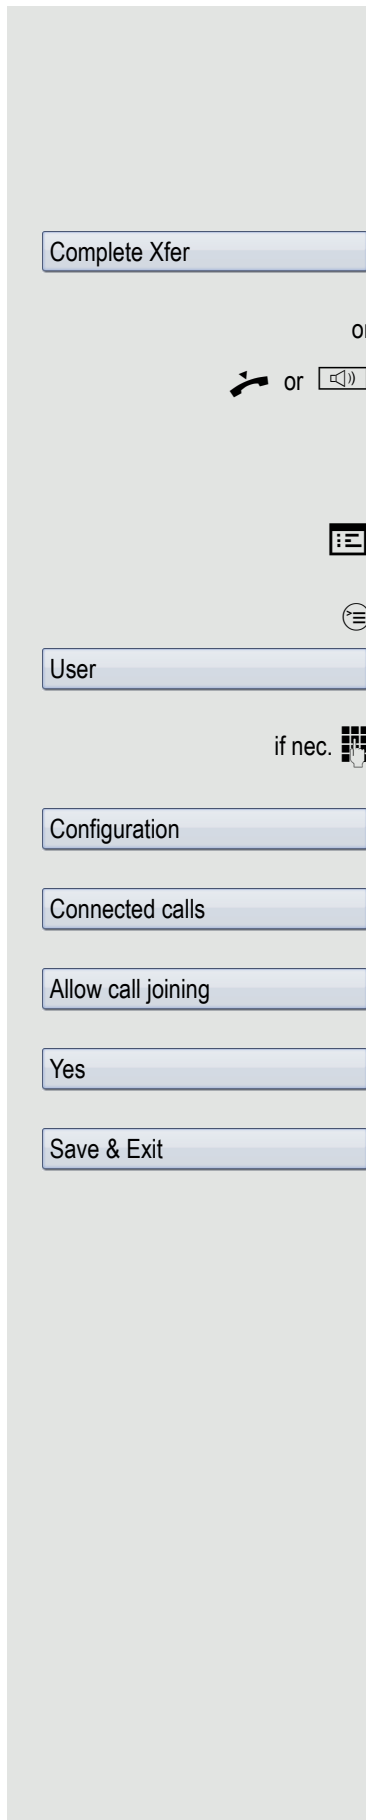 Complete Xfer
or
or
User
if nec.
Configuration
Connected calls
Allow call joining
Yes
Save & Exit